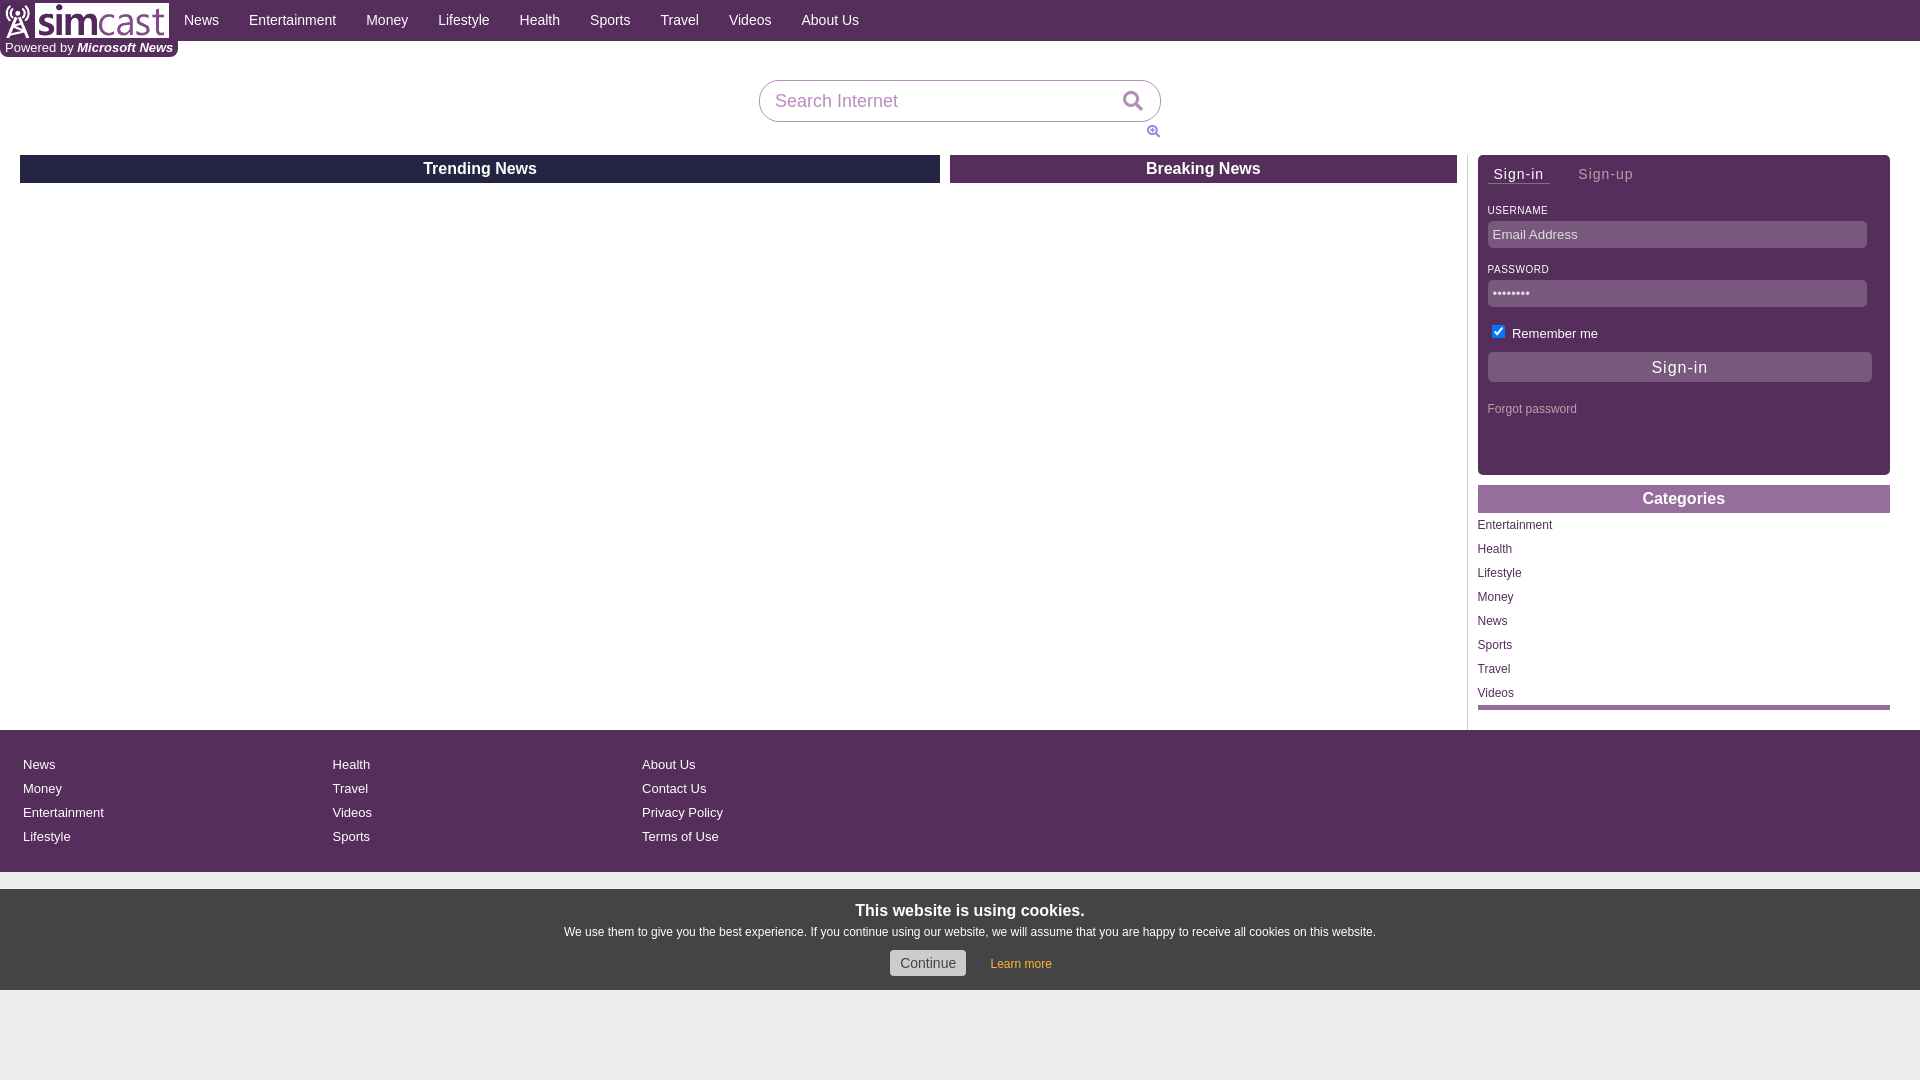 simcast
News Entertainment Money Lifestyle Health Sports Travel Videos About Us
Powered by Microsoft News
Search Internet
Trending News
Breaking News
Sign-in Sign-up
USERNAME
Email Address
PASSWORD
••••••••
Remember me
Sign-in
Forgot password
Categories
Entertainment
Health
Lifestyle
Money
News
Sports
Travel
Videos
News
Money
Entertainment
Lifestyle
Health
Travel
Videos
Sports
About Us
Contact Us
Privacy Policy
Terms of Use
This website is using cookies.
We use them to give you the best experience. If you continue using our website, we will assume that you are happy to receive all cookies on this website.
Continue Learn more